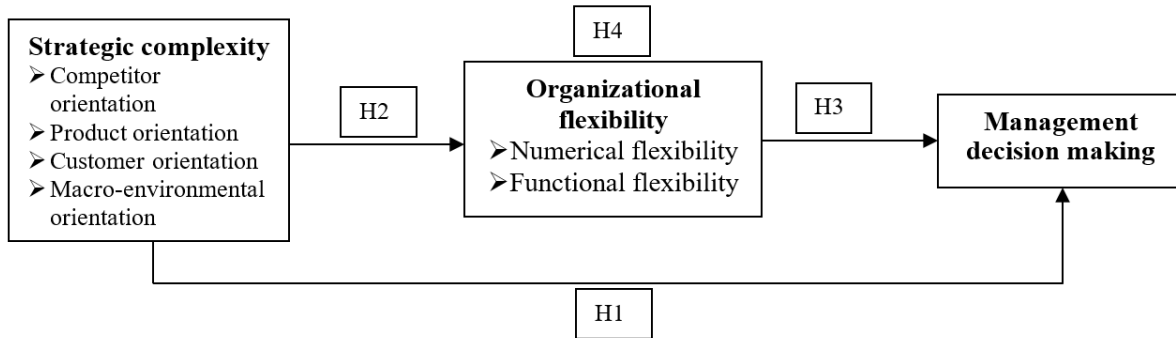 Strategic complexity
➤ Competitor
orientation
➤ Product orientation
➤ Customer orientation
➤ Macro-environmental
orientation
H2
H4
Organizational
flexibility
➤ Numerical flexibility
➤ Functional flexibility
H3
Management
decision making
H1